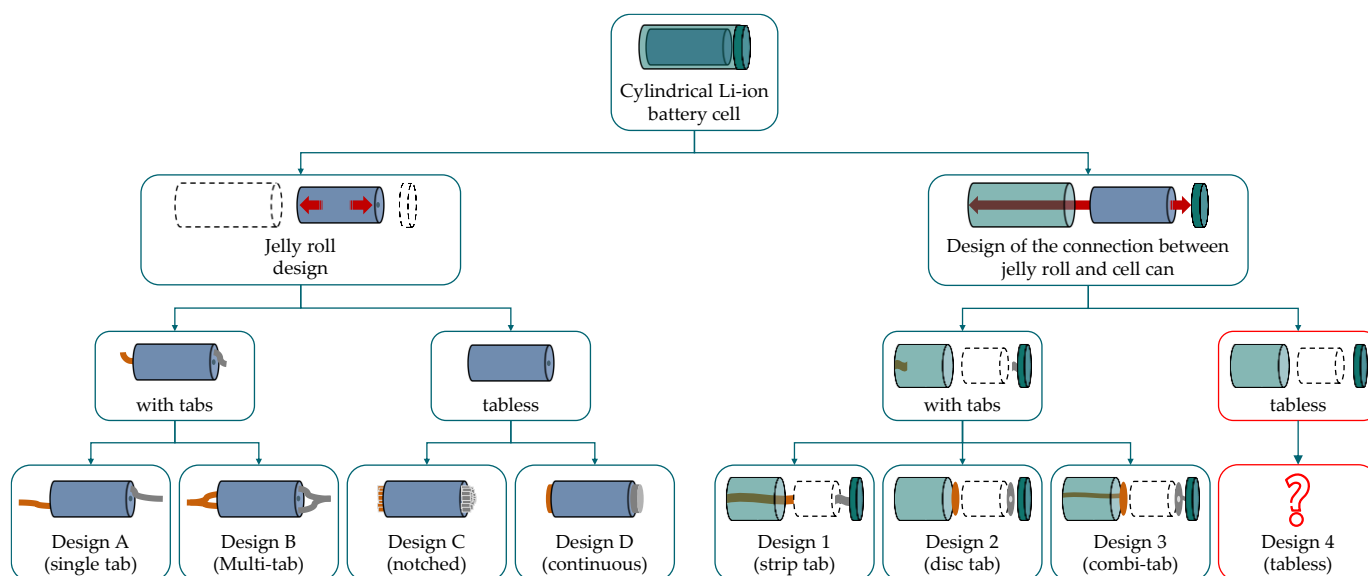 Cylindrical Li-ion
battery cell
Jelly roll
design
Design of the connection between
jelly roll and cell can
with tabs
tabless
with tabs
tabless
Design A
(single tab)
Design B
(Multi-tab)
Design C
(notched)
Design D
(continuous)
Design 1
(strip tab)
Design 2
(disc tab)
Design 3
(combi-tab)
?
Design 4
(tabless)